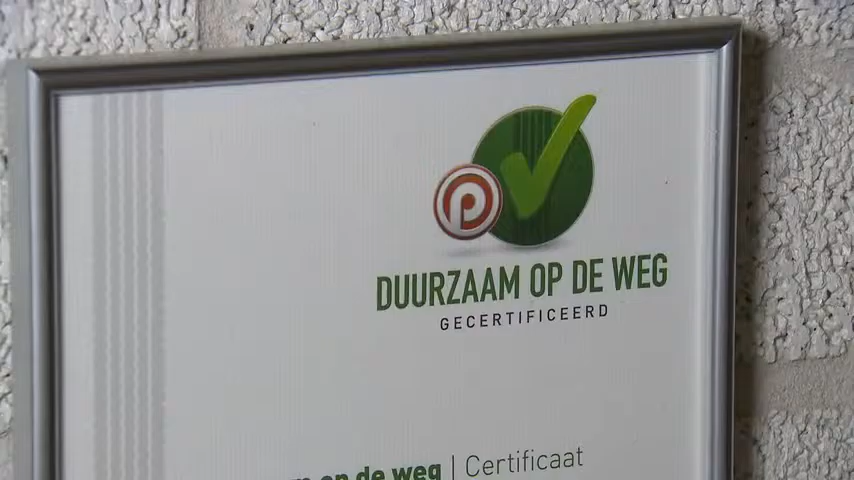 p
DUURZAAM OP DE WEG
GECERTIFICEERD
op de weg | Certificaat